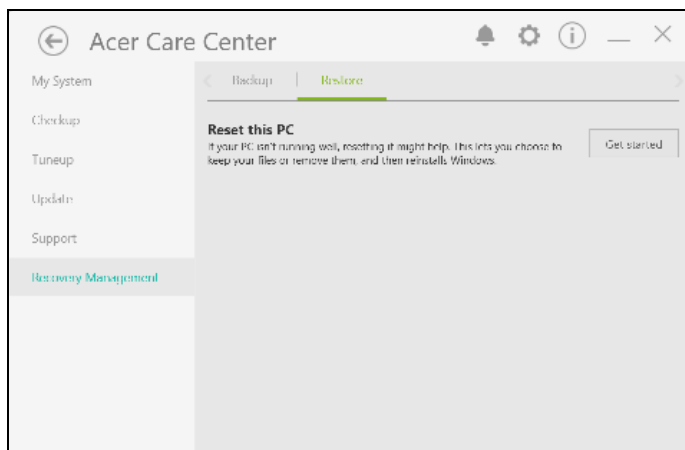 Acer Care Center
My System
Checkup
Tuneup
Update
Support
Recovery Management
Backup | Restore
Reset this PC
If your PC isn't running well, resetting it might help. This lets you choose to
keep your files or remove them, and then reinstalls Windows.
Get started